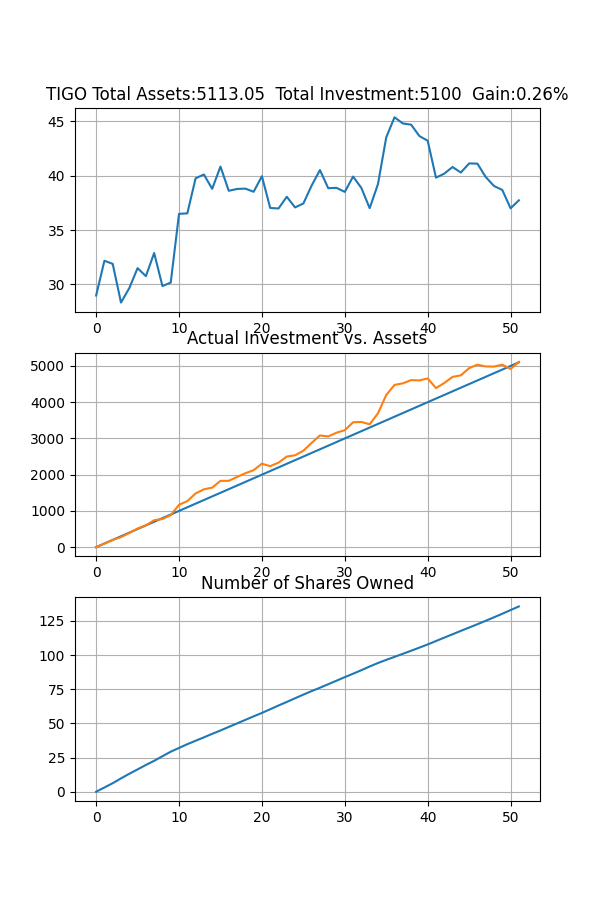 TIGO Total Assets:5113.05  Total Investment:5100  Gain:0.26%
45
40
35
30
0 10 20 30 40 50
Actual Investment vs. Assets
5000
4000
3000
2000
1000
0
0 10 20 30 40 50
Number of Shares Owned
125
100
75
50
25
0
0 10 20 30 40 50